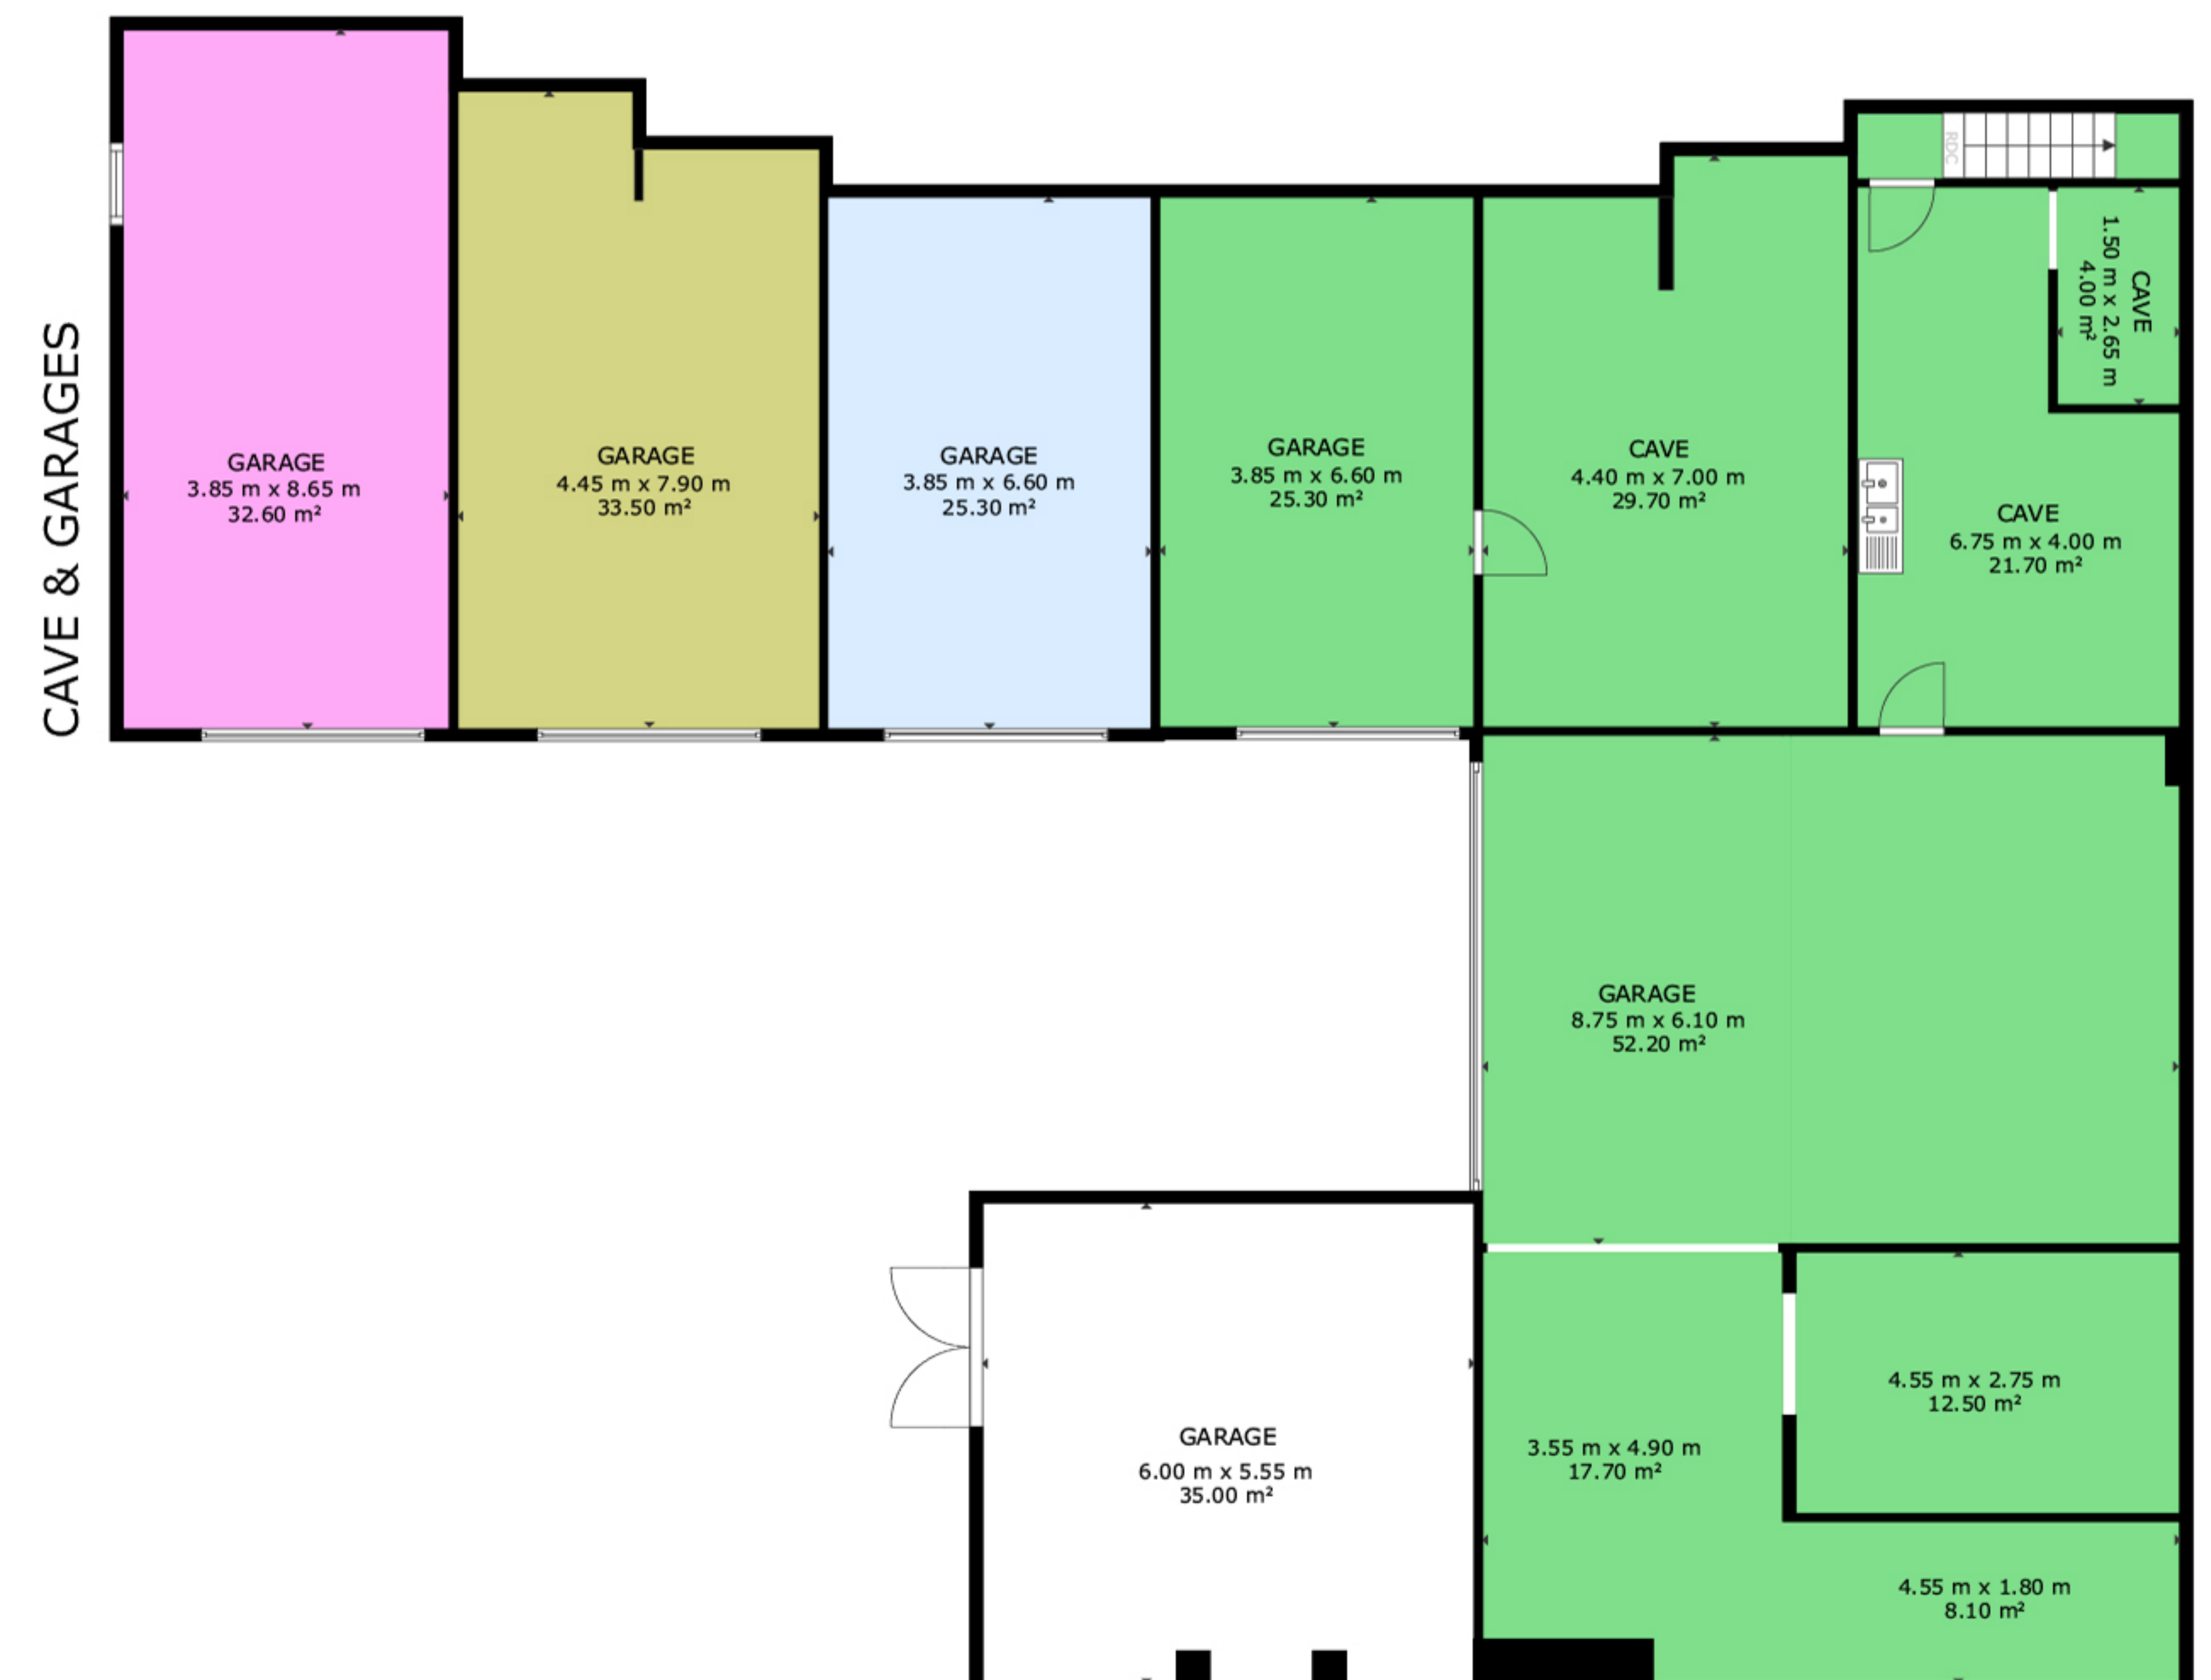 CAVE & GARAGES
GARAGE
3.85 m x 8.65 m
32.60 m²
GARAGE
4.45 m x 7.90 m
33.50 m²
GARAGE
3.85 m x 6.60 m
25.30 m²
GARAGE
3.85 m x 6.60 m
25.30 m²
CAVE
4.40 m x 7.00 m
29.70 m²
RDC
CAVE
1.50 m x 2.65 m
4.00 m²
CAVE
6.75 m x 4.00 m
21.70 m²
GARAGE
8.75 m x 6.10 m
52.20 m²
GARAGE
6.00 m x 5.55 m
35.00 m²
3.55 m x 4.90 m
17.70 m²
4.55 m x 2.75 m
12.50 m²
4.55 m x 1.80 m
8.10 m²